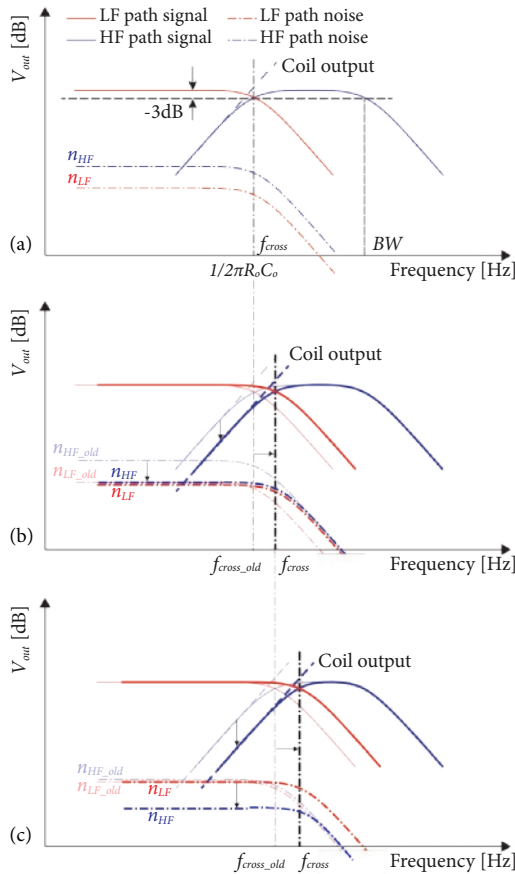 LF path signal
LF path noise
HF path signal
HF path noise
V_out [dB]
Coil output
-3dB
n_HF
n_LF
(a)
f_cross
BW
1/2πR_oC_o
Frequency [Hz]
V_out [dB]
Coil output
n_HF_old
n_HF
n_LF_old
n_LF
(b)
f_cross_old
f_cross
Frequency [Hz]
V_out [dB]
Coil output
n_HF_old
n_LF_old
n_LF
n_HF
(c)
f_cross_old
f_cross
Frequency [Hz]